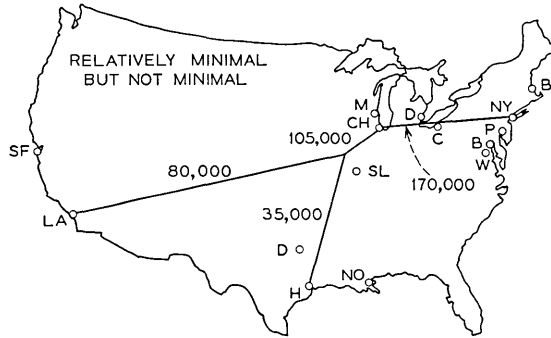 RELATIVELY MINIMAL
BUT NOT MINIMAL
B
M
D
NY
CH
P
105,000
C
B
SF
W
80,000
SL
170,000
LA
35,000
D
NO
H